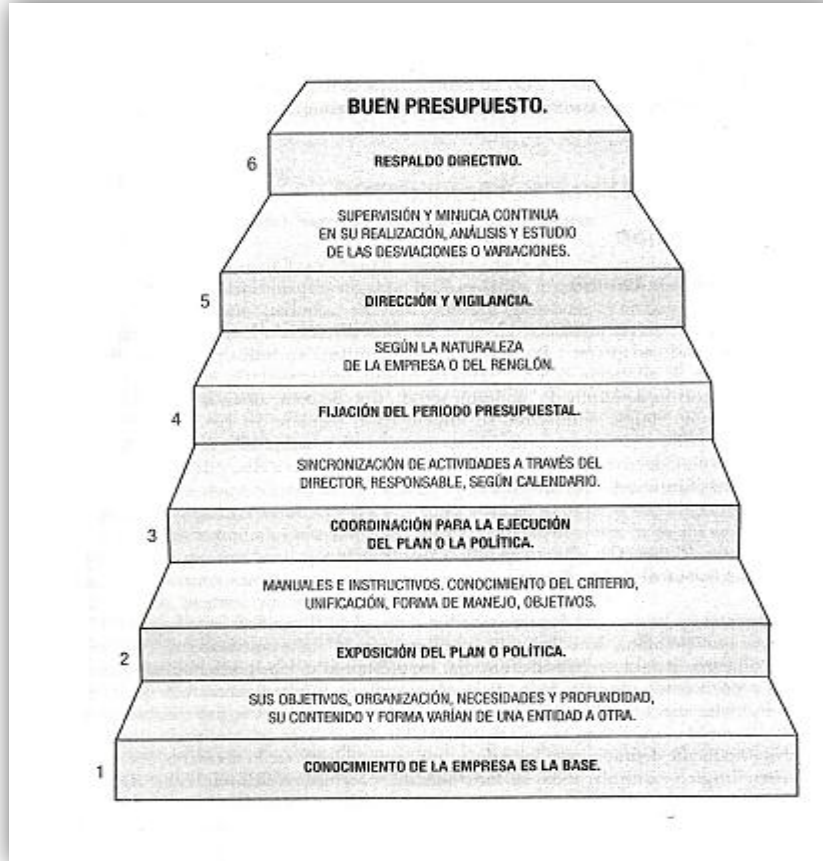 BUEN PRESUPUESTO.
6
RESPALDO DIRECTIVO.
SUPERVISIÓN Y MINUCIA CONTINUA
EN SU REALIZACIÓN, ANÁLISIS Y ESTUDIO
DE LAS DESVIACIONES O VARIACIONES.
5
DIRECCIÓN Y VIGILANCIA.
SEGÚN LA NATURALEZA
DE LA EMPRESA O DEL RENGLÓN.
4
FIJACIÓN DEL PERIODO PRESUPUESTAL.
SINCRONIZACIÓN DE ACTIVIDADES A TRAVÉS DEL
DIRECTOR, RESPONSABLE, SEGÚN CALENDARIO.
3
COORDINACIÓN PARA LA EJECUCIÓN
DEL PLAN O LA POLÍTICA.
MANUALES E INSTRUCTIVOS. CONOCIMIENTO DEL CRITERIO,
UNIFICACIÓN, FORMA DE MANEJO, OBJETIVOS.
2
EXPOSICIÓN DEL PLAN O POLÍTICA.
SUS OBJETIVOS, ORGANIZACIÓN, NECESIDADES Y PROFUNDIDAD,
SU CONTENIDO Y FORMA VARÍAN DE UNA ENTIDAD A OTRA.
1
CONOCIMIENTO DE LA EMPRESA ES LA BASE.